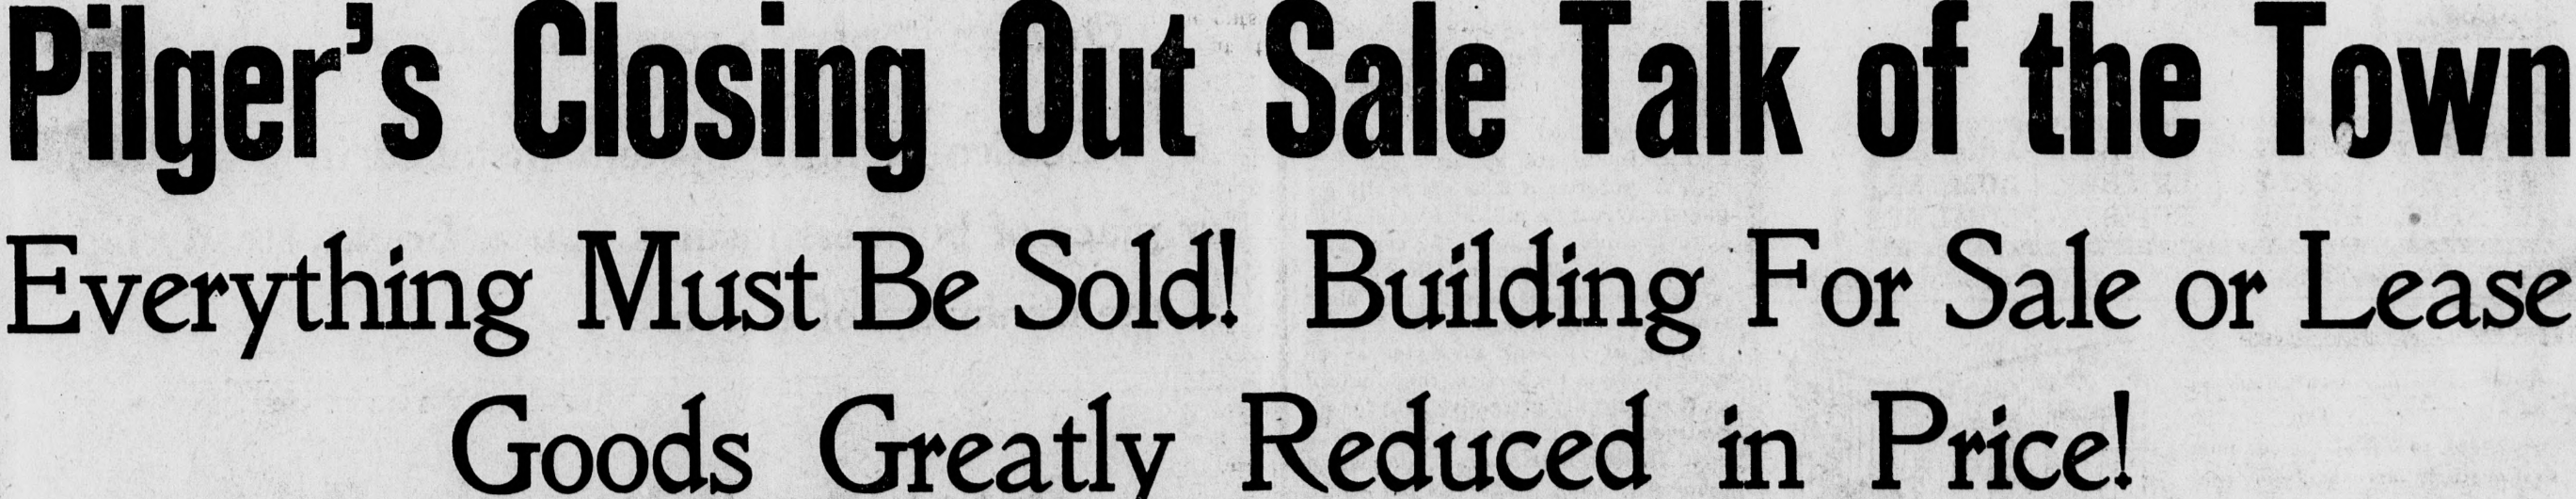 Pilger's Closing Out Sale Talk of the Town
Everything Must Be Sold! Building For Sale or Lease
Goods Greatly Reduced in Price!